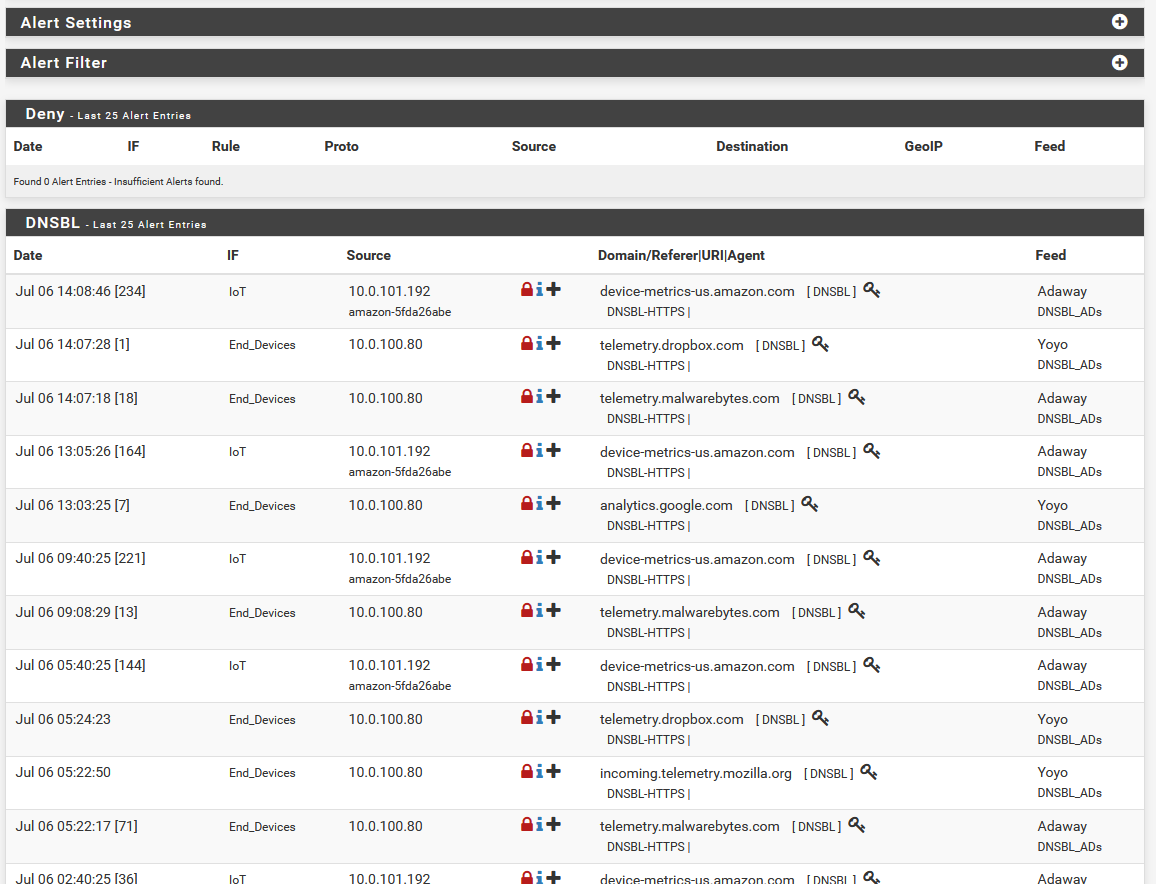 Alert Settings
Alert Filter
Deny - Last 25 Alert Entries
Date IF Rule Proto Source Destination GeoIP Feed
Found 0 Alert Entries - Insufficient Alerts found.
DNSBL - Last 25 Alert Entries
Date IF Source Domain/Referer|URI|Agent Feed
Jul 06 14:08:46 [234] IoT 10.0.101.192 device-metrics-us.amazon.com [ DNSBL ] Adaway
amazon-5fda26abe DNSBL-HTTPS | DNSBL_ADs
Jul 06 14:07:28 [1] End_Devices 10.0.100.80 telemetry.dropbox.com [ DNSBL ] Yoyo
DNSBL-HTTPS | DNSBL_ADs
Jul 06 14:07:18 [18] End_Devices 10.0.100.80 telemetry.malwarebytes.com [ DNSBL ] Adaway
DNSBL-HTTPS | DNSBL_ADs
Jul 06 13:05:26 [164] IoT 10.0.101.192 device-metrics-us.amazon.com [ DNSBL ] Adaway
amazon-5fda26abe DNSBL-HTTPS | DNSBL_ADs
Jul 06 13:03:25 [7] End_Devices 10.0.100.80 analytics.google.com [ DNSBL ] Yoyo
DNSBL-HTTPS | DNSBL_ADs
Jul 06 09:40:25 [221] IoT 10.0.101.192 device-metrics-us.amazon.com [ DNSBL ] Adaway
amazon-5fda26abe DNSBL-HTTPS | DNSBL_ADs
Jul 06 09:08:29 [13] End_Devices 10.0.100.80 telemetry.malwarebytes.com [ DNSBL ] Adaway
DNSBL-HTTPS | DNSBL_ADs
Jul 06 05:40:25 [144] IoT 10.0.101.192 device-metrics-us.amazon.com [ DNSBL ] Adaway
amazon-5fda26abe DNSBL-HTTPS | DNSBL_ADs
Jul 06 05:24:23 End_Devices 10.0.100.80 telemetry.dropbox.com [ DNSBL ] Yoyo
DNSBL-HTTPS | DNSBL_ADs
Jul 06 05:22:50 End_Devices 10.0.100.80 incoming.telemetry.mozilla.org [ DNSBL ] Yoyo
DNSBL-HTTPS | DNSBL_ADs
Jul 06 05:22:17 [71] End_Devices 10.0.100.80 telemetry.malwarebytes.com [ DNSBL ] Adaway
DNSBL-HTTPS | DNSBL_ADs
Jul 06 02:40:25 [36] IoT 10.0.101.192 device-metrics-us.amazon.com [ DNSBL ] Adaway